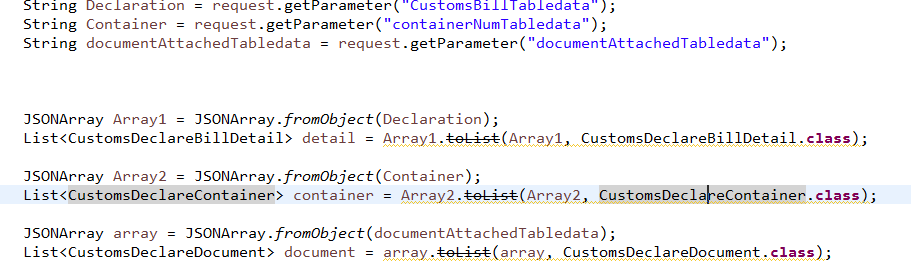 String Declaration = request.getParameter("CustomsBillTabledata");
String Container = request.getParameter("containerNumTabledata");
String documentAttachedTabledata = request.getParameter("documentAttachedTabledata");
JSONArray Array1 = JSONArray.fromObject(Declaration);
List<CustomsDeclareBillDetail> detail = Array1.toList(Array1, CustomsDeclareBillDetail.class);
JSONArray Array2 = JSONArray.fromObject(Container);
List<CustomsDeclareContainer> container = Array2.toList(Array2, CustomsDeclareContainer.class);
JSONArray array = JSONArray.fromObject(documentAttachedTabledata);
List<CustomsDeclareDocument> document = array.toList(array, CustomsDeclareDocument.class);